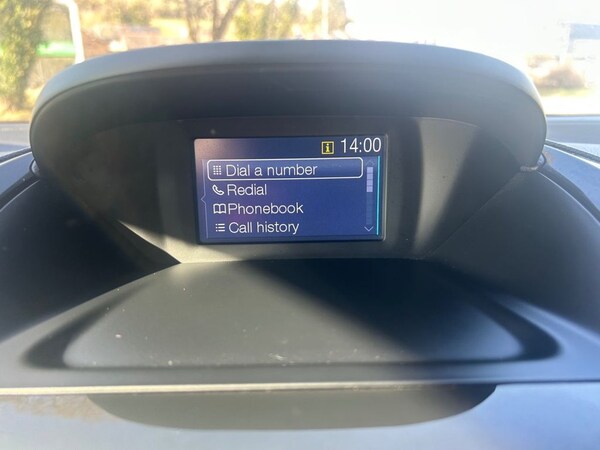 14:00
Dial a number
Redial
Phonebook
Call history